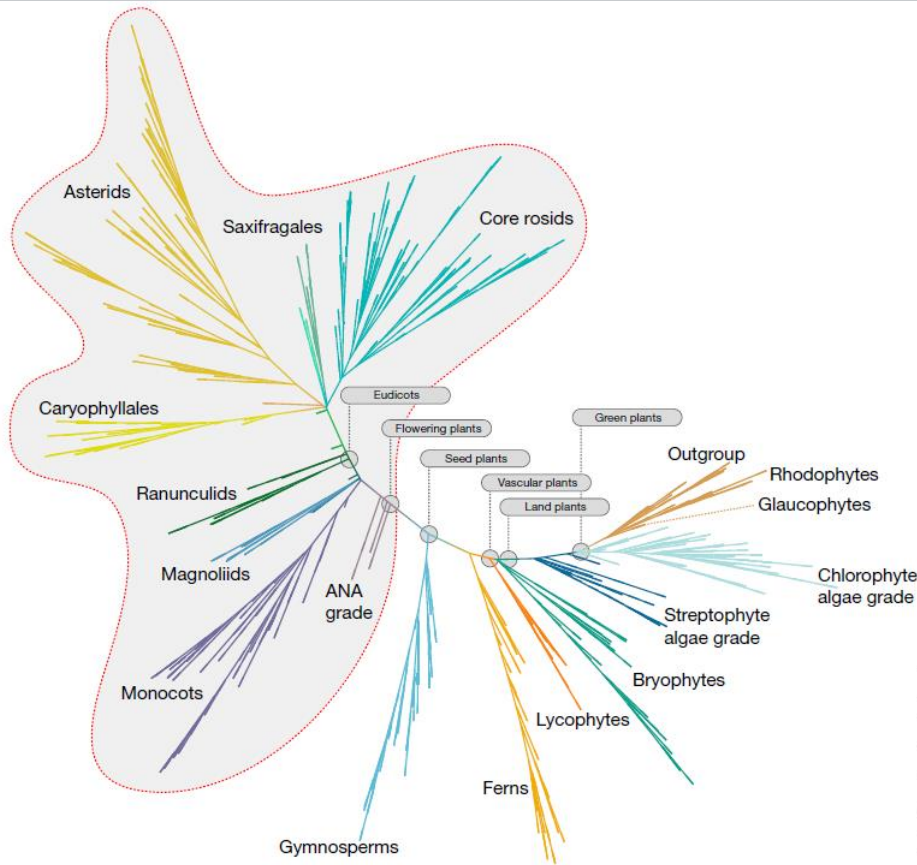 Asterids
Saxifragales
Core rosids
Eudicots
Caryophyllales
Flowering plants
Green plants
Seed plants
Outgroup
Vascular plants
Rhodophytes
Ranunculids
Land plants
Glaucophytes
Magnoliids
ANA
grade
Chlorophyte
algae grade
Streptophyte
algae grade
Monocots
Bryophytes
Lycophytes
Ferns
Gymnosperms